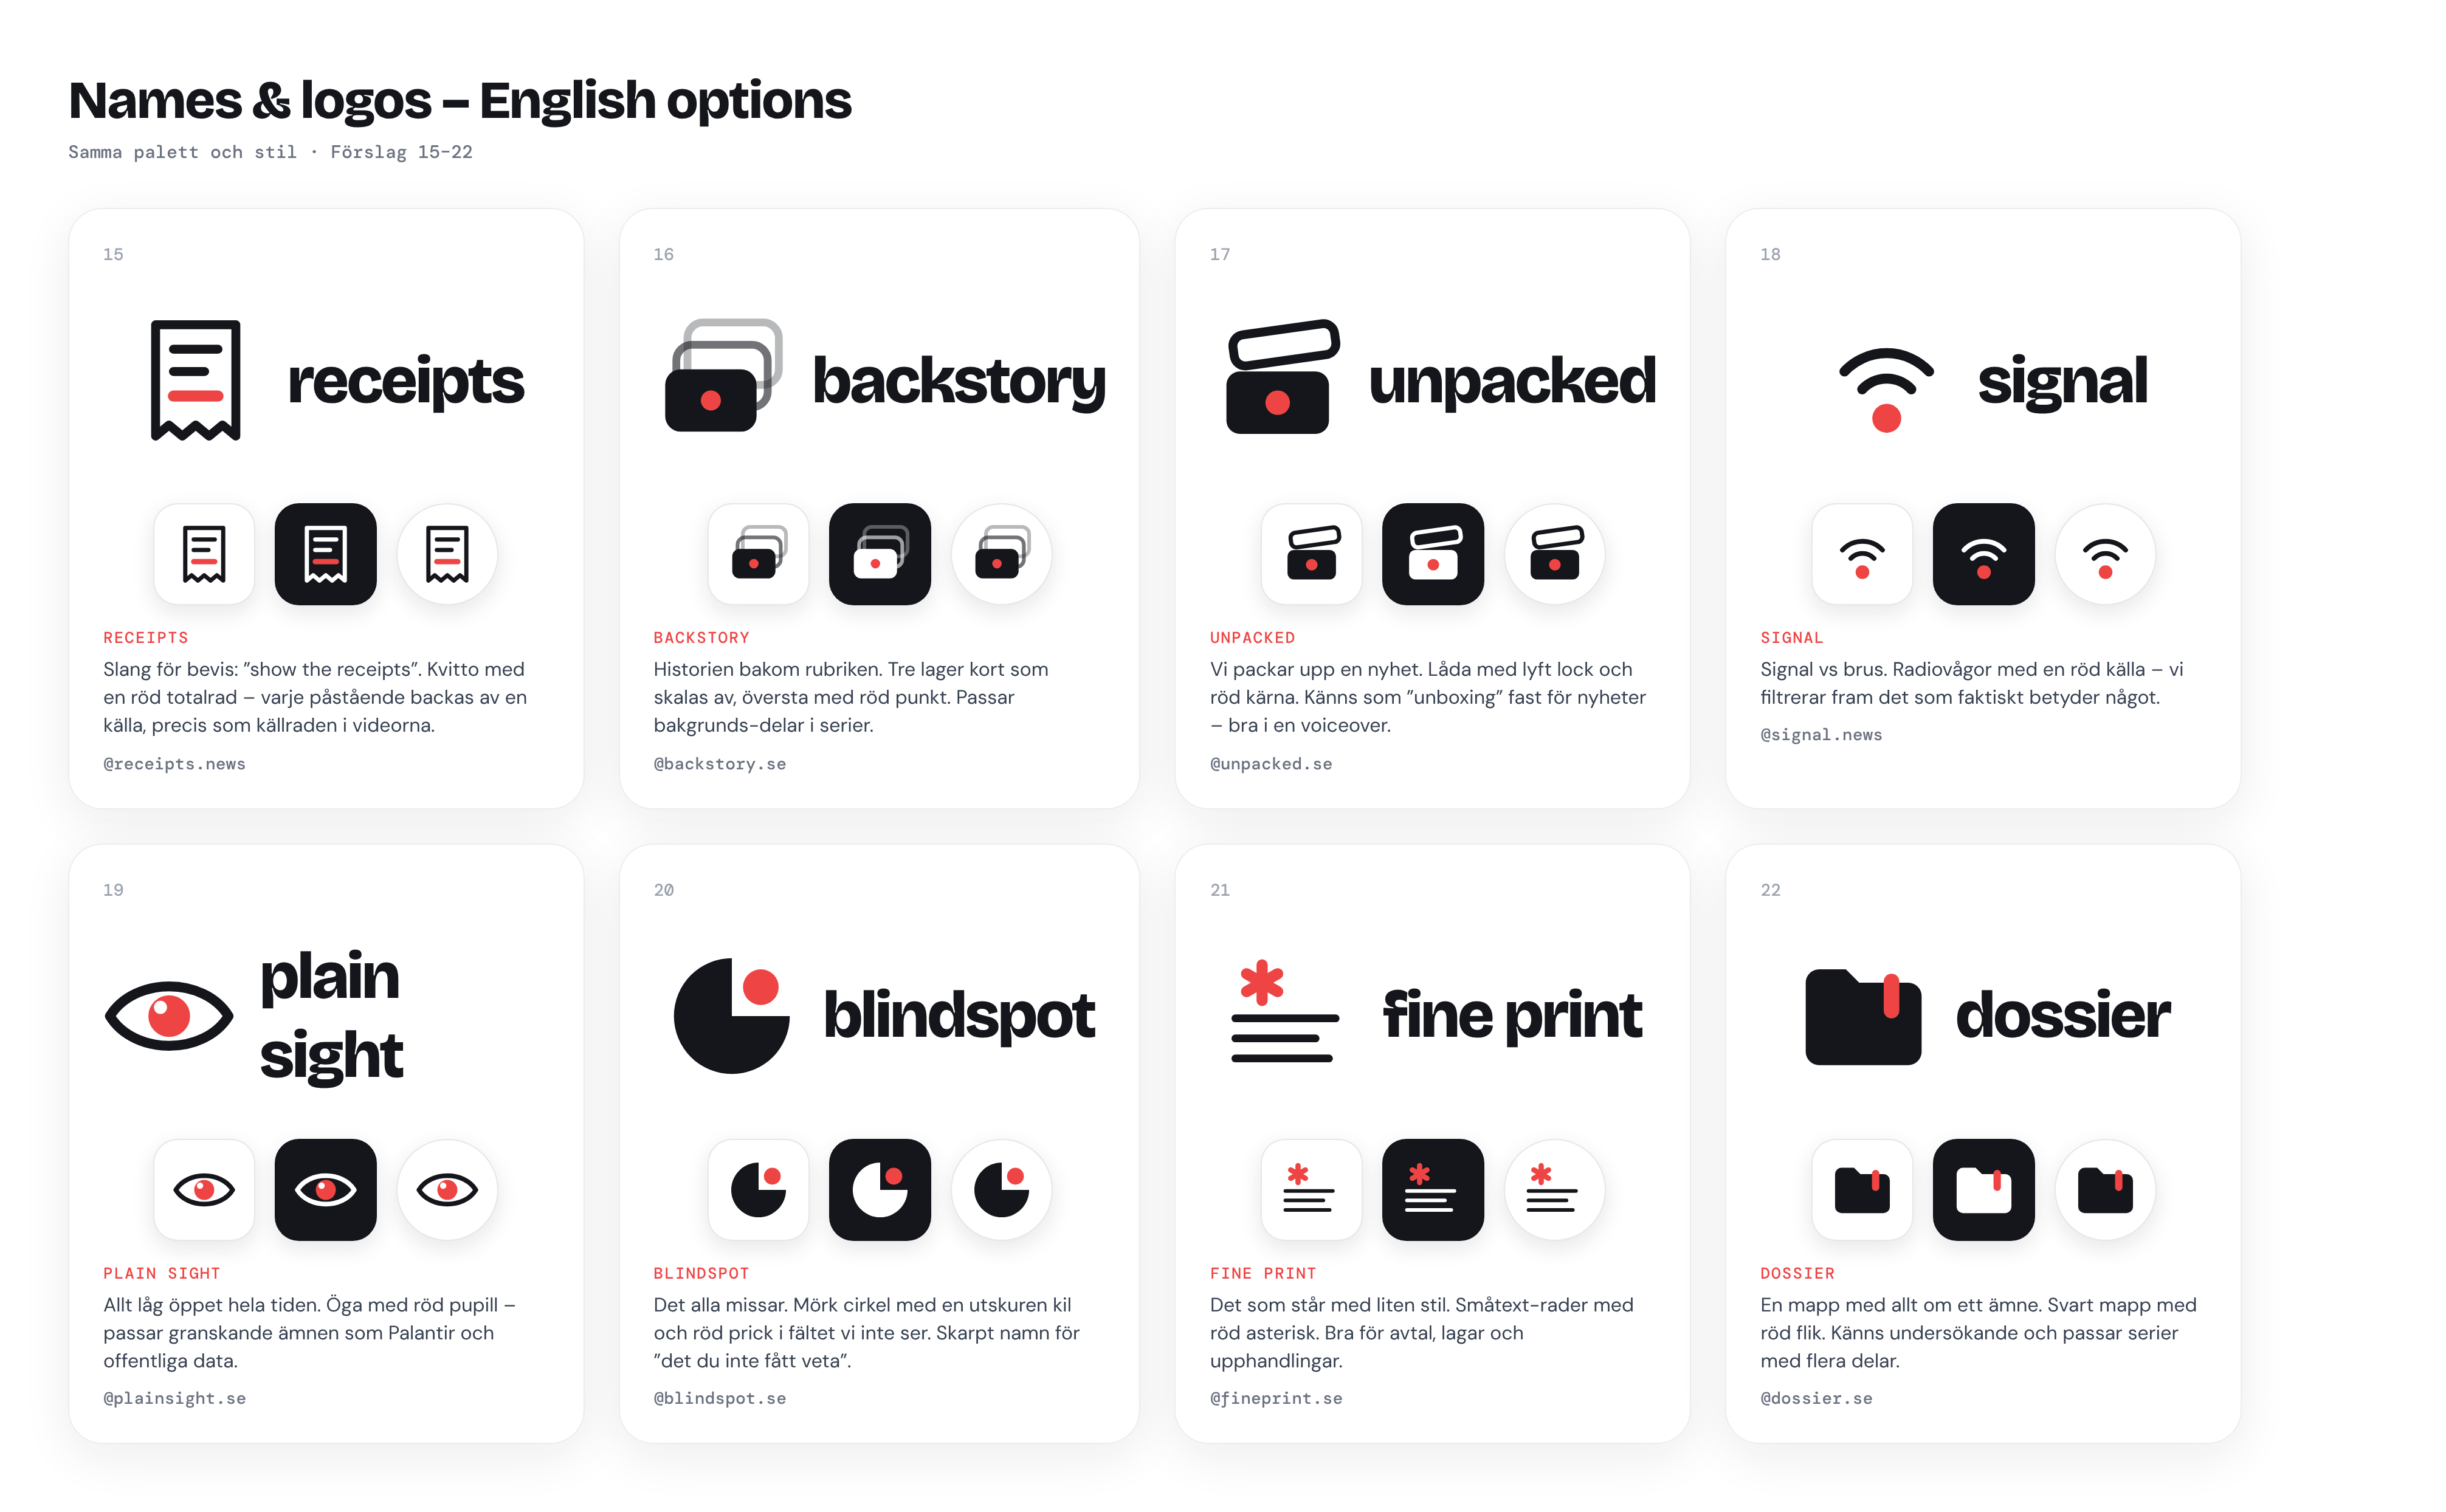 Names & logos – English options
Samma palett och stil · Förslag 15–22
15
receipts
RECEIPTS
Slang för bevis: ”show the receipts”. Kvitto med
en röd totalrad – varje påstående backas av en
källa, precis som källraden i videorna.
@receipts.news
16
backstory
BACKSTORY
Historien bakom rubriken. Tre lager kort som
skalas av, översta med röd punkt. Passar
bakgrunds-delar i serier.
@backstory.se
17
unpacked
UNPACKED
Vi packar upp en nyhet. Låda med lyft lock och
röd kärna. Känns som ”unboxing” fast för nyheter
– bra i en voiceover.
@unpacked.se
18
signal
SIGNAL
Signal vs brus. Radiovågor med en röd källa – vi
filtrerar fram det som faktiskt betyder något.
@signal.news
19
plain
sight
PLAIN SIGHT
Allt låg öppet hela tiden. Öga med röd pupill –
passar granskande ämnen som Palantir och
offentliga data.
@plainsight.se
20
blindspot
BLINDSPOT
Det alla missar. Mörk cirkel med en utskuren kil
och röd prick i fältet vi inte ser. Skarpt namn för
”det du inte fått veta”.
@blindspot.se
21
fine print
FINE PRINT
Det som står med liten stil. Småtext-rader med
röd asterisk. Bra för avtal, lagar och
upphandlingar.
@fineprint.se
22
dossier
DOSSIER
En mapp med allt om ett ämne. Svart mapp med
röd flik. Känns undersökande och passar serier
med flera delar.
@dossier.se